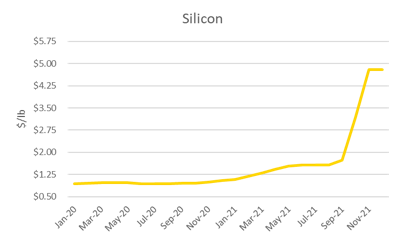 Silicon
$5.75
$5.00
$4.25
$3.50
$2.75
$2.00
$1.25
$0.50
$/lb
Jan-20
Mar-20
May-20
Jul-20
Sep-20
Nov-20
Jan-21
Mar-21
May-21
Jul-21
Sep-21
Nov-21